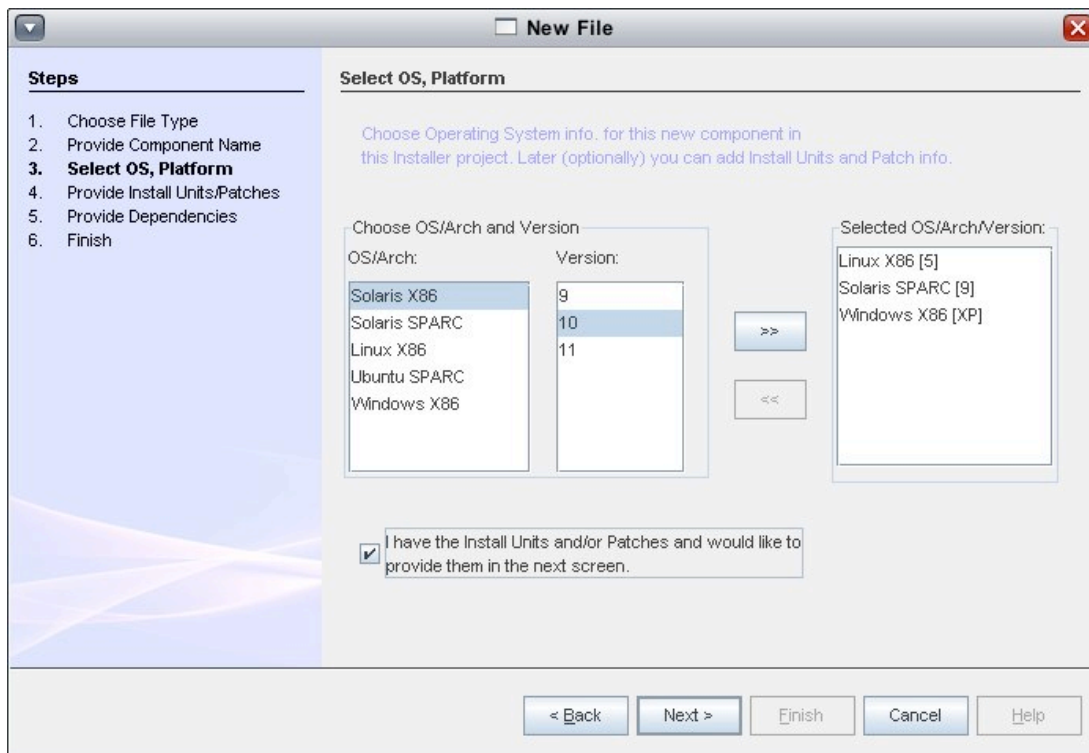 New File
Steps
1. Choose File Type
2. Provide Component Name
3. Select OS, Platform
4. Provide Install Units/Patches
5. Provide Dependencies
6. Finish
Select OS, Platform
Choose Operating System info. for this new component in
this Installer project. Later (optionally) you can add Install Units and Patch info.
Choose OS/Arch and Version
OS/Arch:
Solaris X86
Solaris SPARC
Linux X86
Ubuntu SPARC
Windows X86
Version:
9
10
11
>>
<<
Selected OS/Arch/Version:
Linux X86 [5]
Solaris SPARC [9]
Windows X86 [XP]
I have the Install Units and/or Patches and would like to
provide them in the next screen.
< Back
Next >
Finish
Cancel
Help